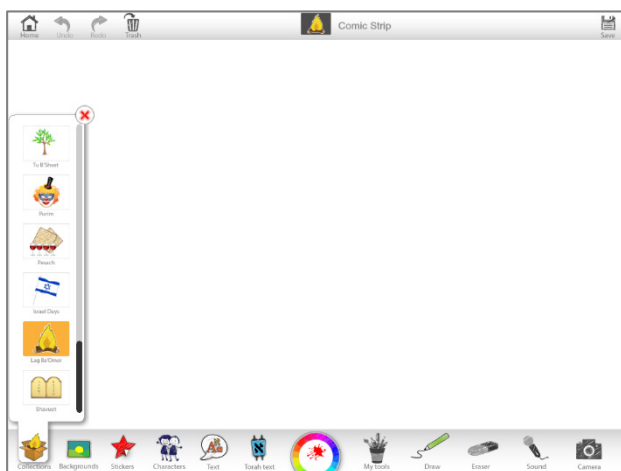 Home Undo Redo Trash Comic Strip Save
Tu B'Shvat
Purim
Pesach
Israel Days
Lag Ba'Omer
Shavuot
Collections Backgrounds Stickers Characters Text Torah text My tools Draw Eraser Sound Camera